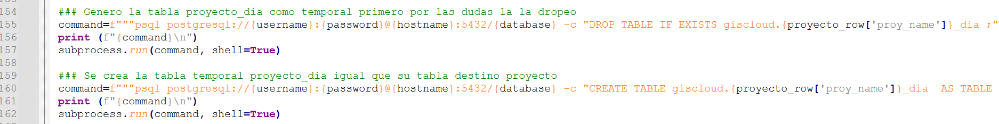 154 ### Genero la tabla proyecto_dia como temporal primero por las dudas la la dropeo
155 command=f"""psql postgresql://{username}:{password}@{hostname}:5432/{database} -c "DROP TABLE IF EXISTS giscloud.{proyecto_row['proy_name']}_dia ;"
156 print (f"{command}\n")
157 subprocess.run(command, shell=True)
158
159 ### Se crea la tabla temporal proyecto_dia igual que su tabla destino proyecto
160 command=f"""psql postgresql://{username}:{password}@{hostname}:5432/{database} -c "CREATE TABLE giscloud.{proyecto_row['proy_name']}_dia  AS TABLE
161 print (f"{command}\n")
162 subprocess.run(command, shell=True)